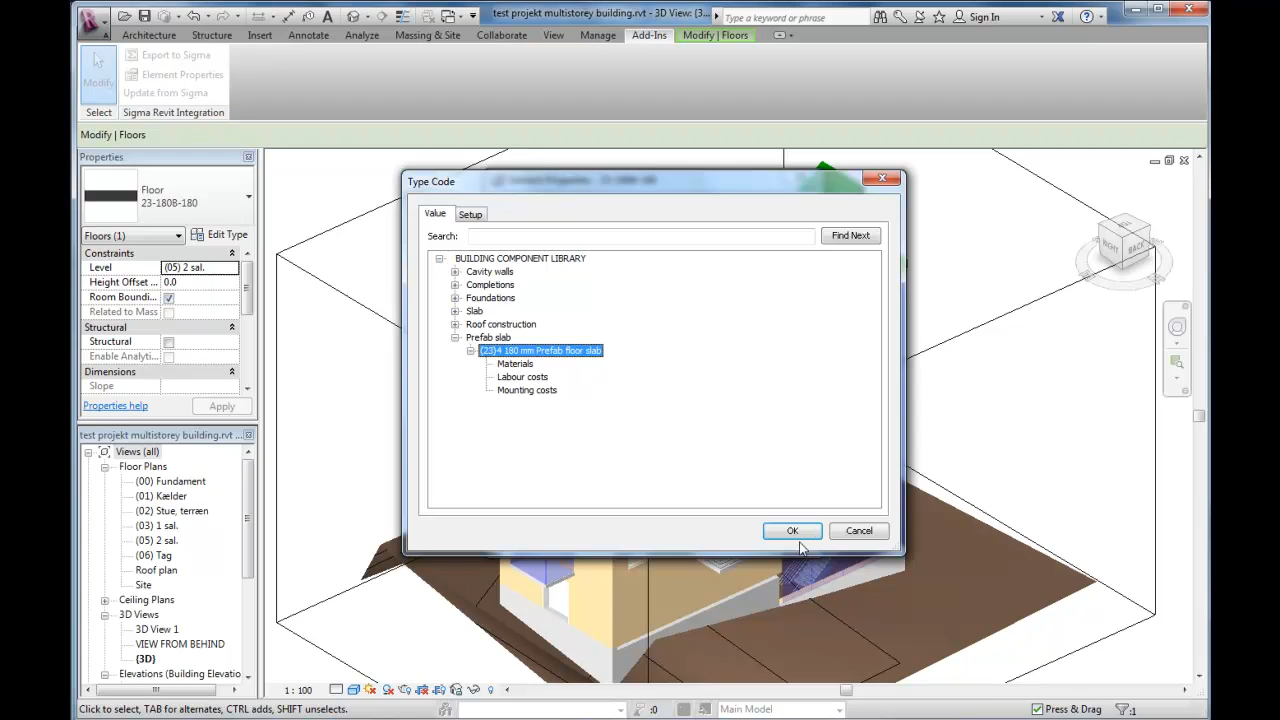 test projekt multistorey building.rvt - 3D View: {3...
Type a keyword or phrase
Sign In
Architecture Structure Insert Annotate Analyze Massing & Site Collaborate View Manage Add-Ins Modify | Floors
Modify
Export to Sigma
Element Properties
Update from Sigma
Select Sigma Revit Integration
Modify | Floors
Properties
Floor
23-180B-180
Floors (1) Edit Type
Constraints
Level (05) 2 sal.
Height Offset ... 0.0
Room Boundi...
Related to Mass
Structural
Structural
Enable Analyti...
Dimensions
Slope
Properties help Apply
test projekt multistorey building.rvt ...
Views (all)
Floor Plans
(00) Fundament
(01) Kælder
(02) Stue, terræn
(03) 1 sal.
(05) 2 sal.
(06) Tag
Roof plan
Site
Ceiling Plans
3D Views
3D View 1
VIEW FROM BEHIND
{3D}
Elevations (Building Elevatio
Type Code
Value Setup
Search: Find Next
BUILDING COMPONENT LIBRARY
Cavity walls
Completions
Foundations
Slab
Roof construction
Prefab slab
(23)4 180 mm Prefab floor slab
Materials
Labour costs
Mounting costs
OK Cancel
RIGHT BACK
1 : 100
Click to select, TAB for alternates, CTRL adds, SHIFT unselects.
:0
Main Model
Press & Drag
:1